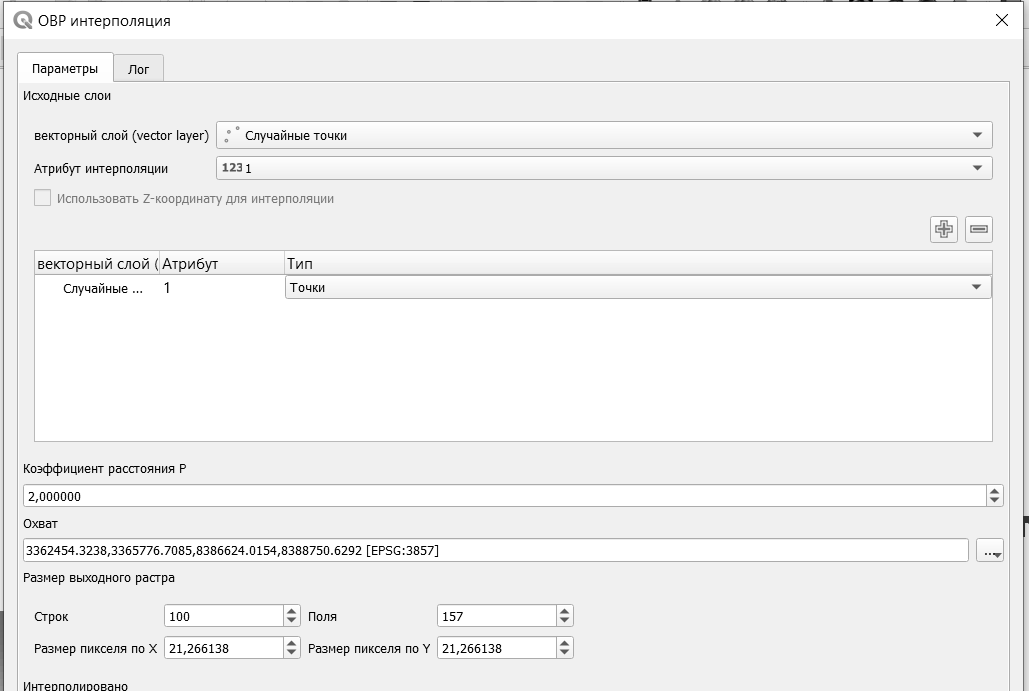 ОВР интерполяция
Параметры Лог
Исходные слои
векторный слой (vector layer) Случайные точки
Атрибут интерполяции 123 1
Использовать Z-координату для интерполяции
векторный слой ( Атрибут Тип
Случайные ... 1 Точки
Коэффициент расстояния P
2,000000
Охват
3362454.3238,3365776.7085,8386624.0154,8388750.6292 [EPSG:3857] ...
Размер выходного растра
Строк 100 Поля 157
Размер пикселя по X 21,266138 Размер пикселя по Y 21,266138
Интерполировано